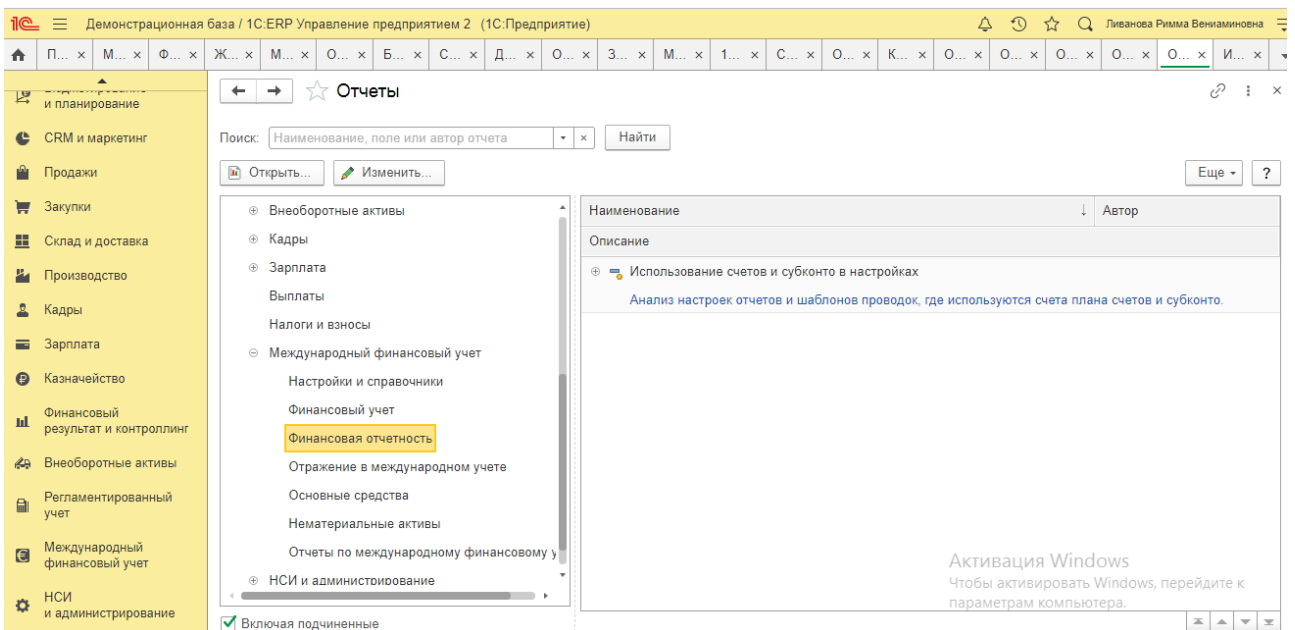 1С Демонстрационная база / 1С:ERP Управление предприятием 2 (1С:Предприятие) Ливанова Римма Вениаминовна
П... × М... × Ф... × Ж... × М... × О... × Б... × С... × Д... × О... × З... × М... × 1... × С... × О... × К... × О... × О... × О... × О... × О... × И... ×
и планирование
CRM и маркетинг
Продажи
Закупки
Склад и доставка
Производство
Кадры
Зарплата
Казначейство
Финансовый
результат и контроллинг
Внеоборотные активы
Регламентированный
учет
Международный
финансовый учет
НСИ
и администрирование
Отчеты
Поиск: Наименование, поле или автор отчета × Найти
Открыть... Изменить... Еще ?
Внеоборотные активы
Кадры
Зарплата
Выплаты
Налоги и взносы
Международный финансовый учет
Настройки и справочники
Финансовый учет
Финансовая отчетность
Отражение в международном учете
Основные средства
Нематериальные активы
Отчеты по международному финансовому у
НСИ и администрирование
Включая подчиненные
Наименование ↓ Автор
Описание
Использование счетов и субконто в настройках
Анализ настроек отчетов и шаблонов проводок, где используются счета плана счетов и субконто.
Активация Windows
Чтобы активировать Windows, перейдите к
параметрам компьютера.